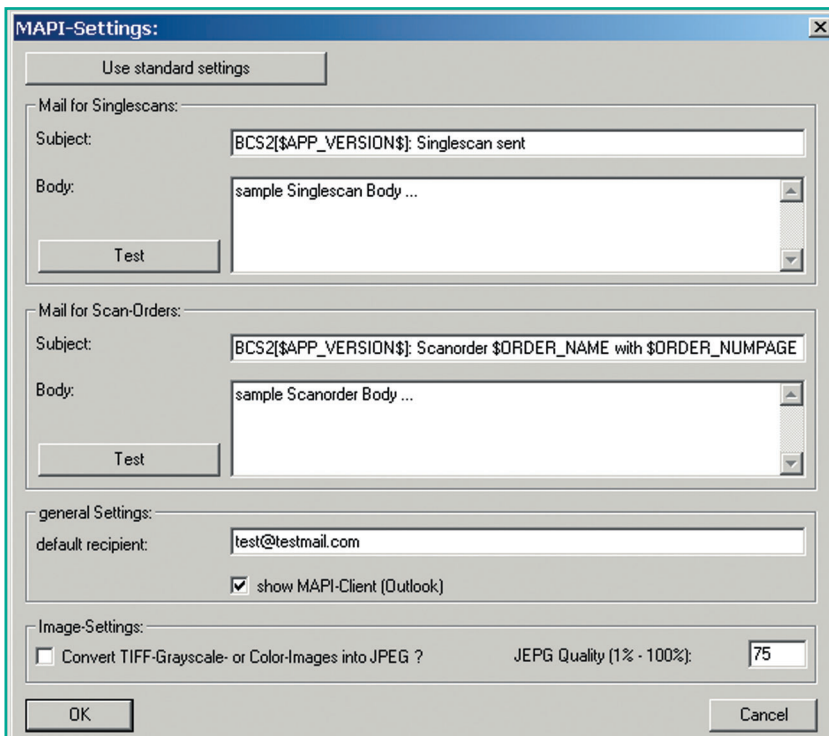 MAPI-Settings:
Use standard settings
Mail for Singlescans:
Subject:
BCS2[$APP_VERSION$]: Singlescan sent
Body:
sample Singlescan Body ...
Test
Mail for Scan-Orders:
Subject:
BCS2[$APP_VERSION$]: Scanorder $ORDER_NAME with $ORDER_NUMPAGE
Body:
sample Scanorder Body ...
Test
general Settings:
default recipient:
test@testmail.com
show MAPI-Client (Outlook)
Image-Settings:
Convert TIFF-Grayscale- or Color-Images into JPEG ?
JEPG Quality (1% - 100%):
75
OK
Cancel